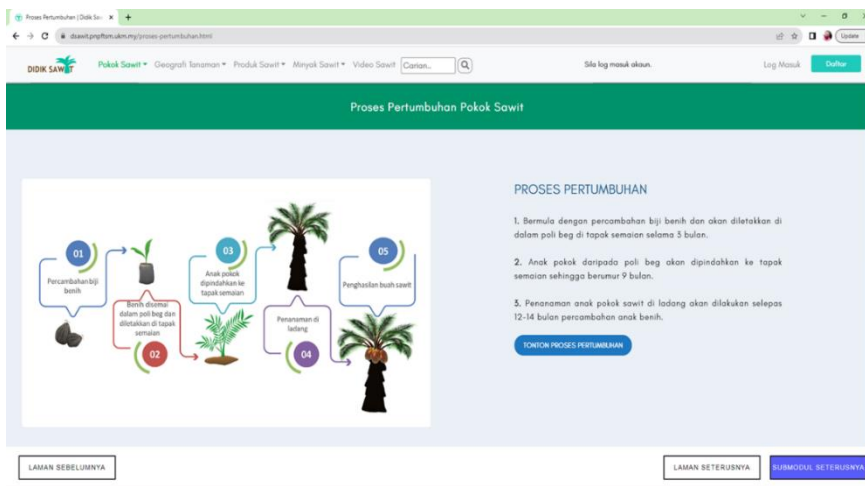 Proses Pertumbuhan | Didik Sa
dsawit.pnpftsm.ukm.my/proses-pertumbuhan.html
Update
DIDIK SAWIT
Pokok Sawit
Geografi Tanaman
Produk Sawit
Minyak Sawit
Video Sawit
Carian..
Sila log masuk akaun.
Log Masuk
Daftar
Proses Pertumbuhan Pokok Sawit
01
Percambahan biji
benih
Benih disemai
dalam poli beg dan
diletakkan di tapak
semaian
02
03
Anak pokok
dipindahkan ke
tapak semaian
Penanaman di
ladang
04
05
Penghasilan buah sawit
PROSES PERTUMBUHAN
1. Bermula dengan percambahan biji benih dan akan diletakkan di
dalam poli beg di tapak semaian selama 3 bulan.
2. Anak pokok daripada poli beg akan dipindahkan ke tapak
semaian sehingga berumur 9 bulan.
3. Penanaman anak pokok sawit di ladang akan dilakukan selepas
12-14 bulan percambahan anak benih.
TONTON PROSES PERTUMBUHAN
LAMAN SEBELUMNYA
LAMAN SETERUSNYA
SUBMODUL SETERUSNYA